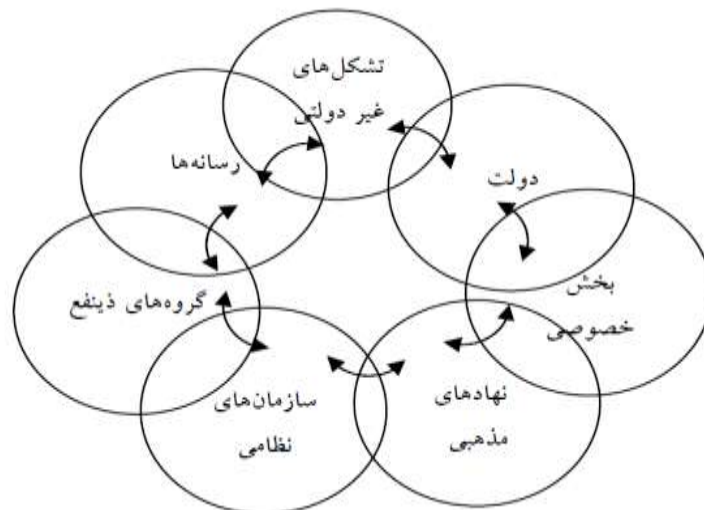 تشکل‌های
غیر دولتی
رسانه‌ها
دولت
گروه‌های ذینفع
بخش
خصوصی
سازمان‌های
نظامی
نهادهای
مذهبی